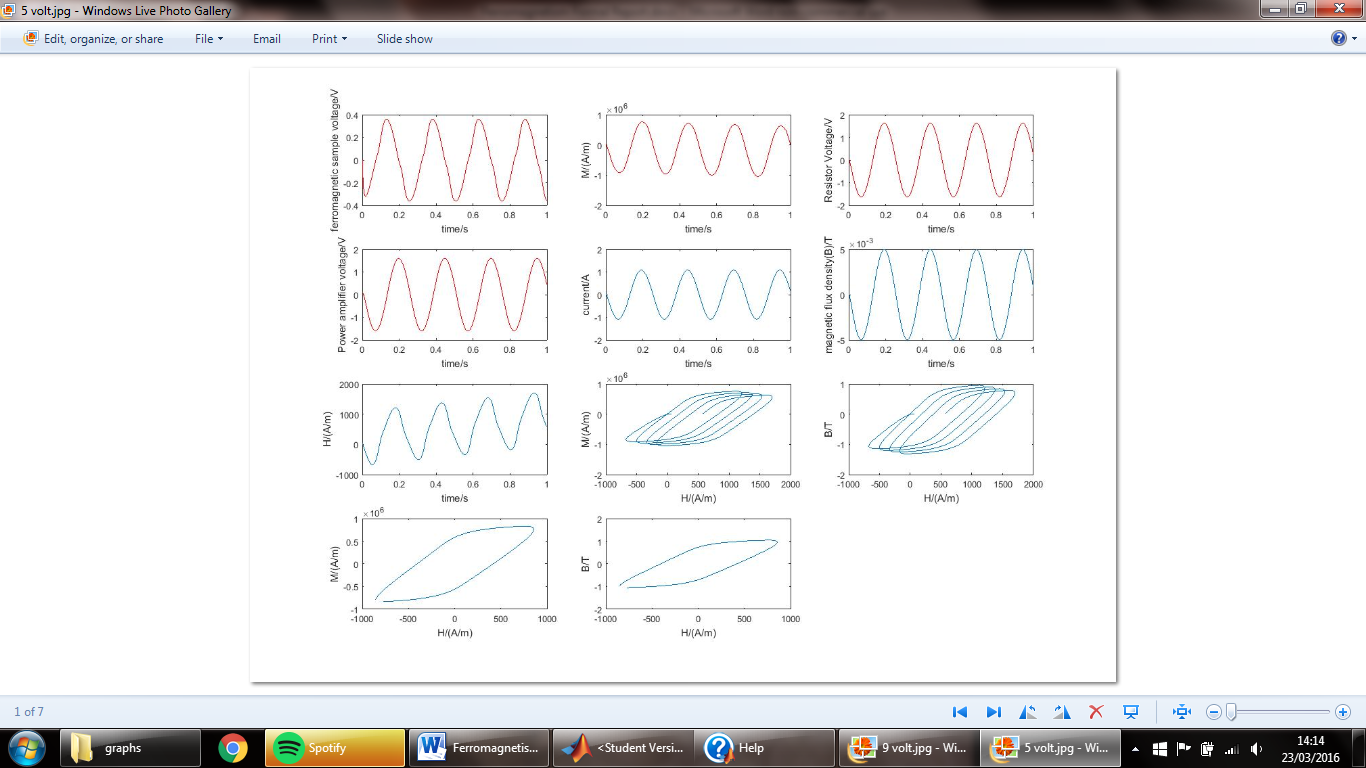 5 volt.jpg - Windows Live Photo Gallery
Edit, organize, or share File Email Print Slide show
ferromagnetic sample voltage/V
0.4
0.2
0
-0.2
-0.4
0 0.2 0.4 0.6 0.8 1
time/s
×10^6
M/(A/m)
1
0
-1
-2
0 0.2 0.4 0.6 0.8 1
time/s
Resistor Voltage/V
2
1
0
-1
-2
0 0.2 0.4 0.6 0.8 1
time/s
Power amplifier voltage/V
2
1
0
-1
-2
0 0.2 0.4 0.6 0.8 1
time/s
current/A
2
1
0
-1
-2
0 0.2 0.4 0.6 0.8 1
time/s
×10^-3
magnetic flux density(B)/T
5
0
-5
0 0.2 0.4 0.6 0.8 1
time/s
H/(A/m)
2000
1000
0
-1000
0 0.2 0.4 0.6 0.8 1
time/s
×10^6
M/(A/m)
1
0
-1
-2
-1000 -500 0 500 1000 1500 2000
H/(A/m)
B/T
1
0
-1
-2
-1000 -500 0 500 1000 1500 2000
H/(A/m)
×10^6
M/(A/m)
1
0.5
0
-0.5
-1
-1000 -500 0 500 1000
H/(A/m)
B/T
2
1
0
-1
-2
-1000 -500 0 500 1000
H/(A/m)
1 of 7
graphs Spotify Ferromagnetis... <Student Versi... Help 9 volt.jpg - Wi... 5 volt.jpg - Wi...
14:14
23/03/2016